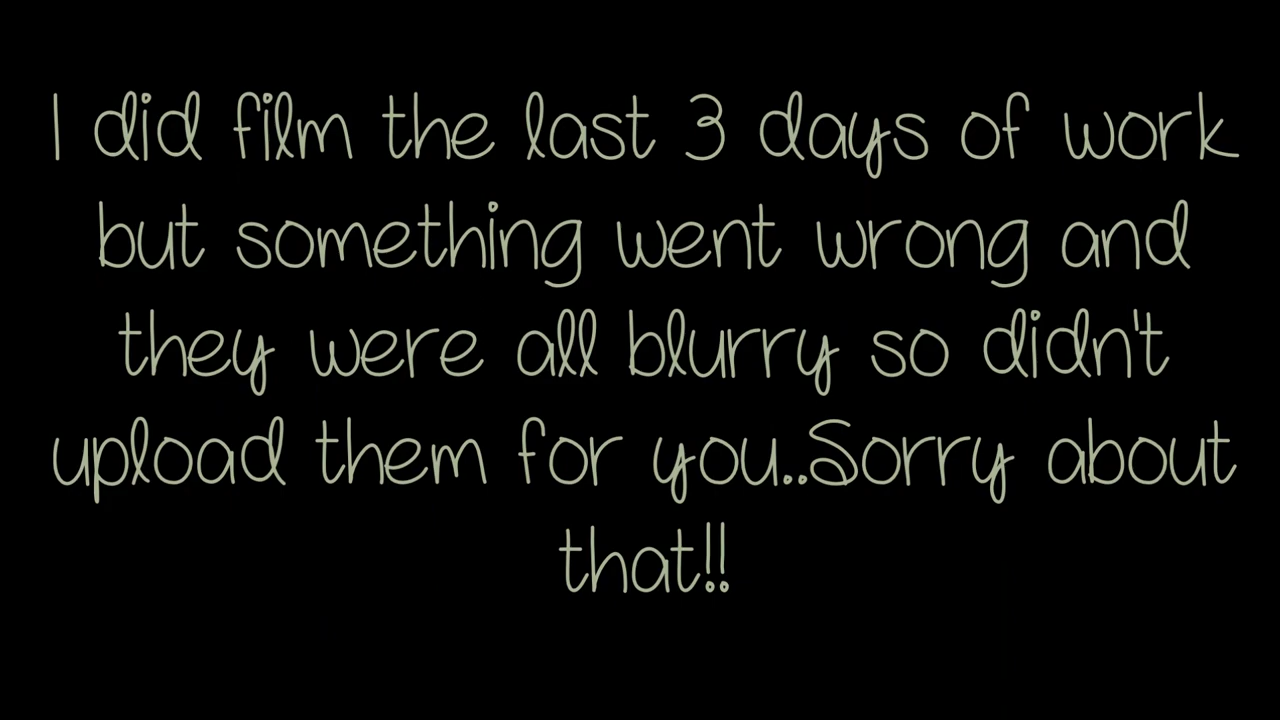 I did film the last 3 days of work
but something went wrong and
they were all blurry so didn't
upload them for you..Sorry about
that!!